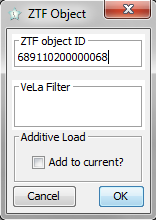 ZTF Object
ZTF object ID
689110200000068
VeLa Filter
Additive Load
Add to current?
Cancel
OK